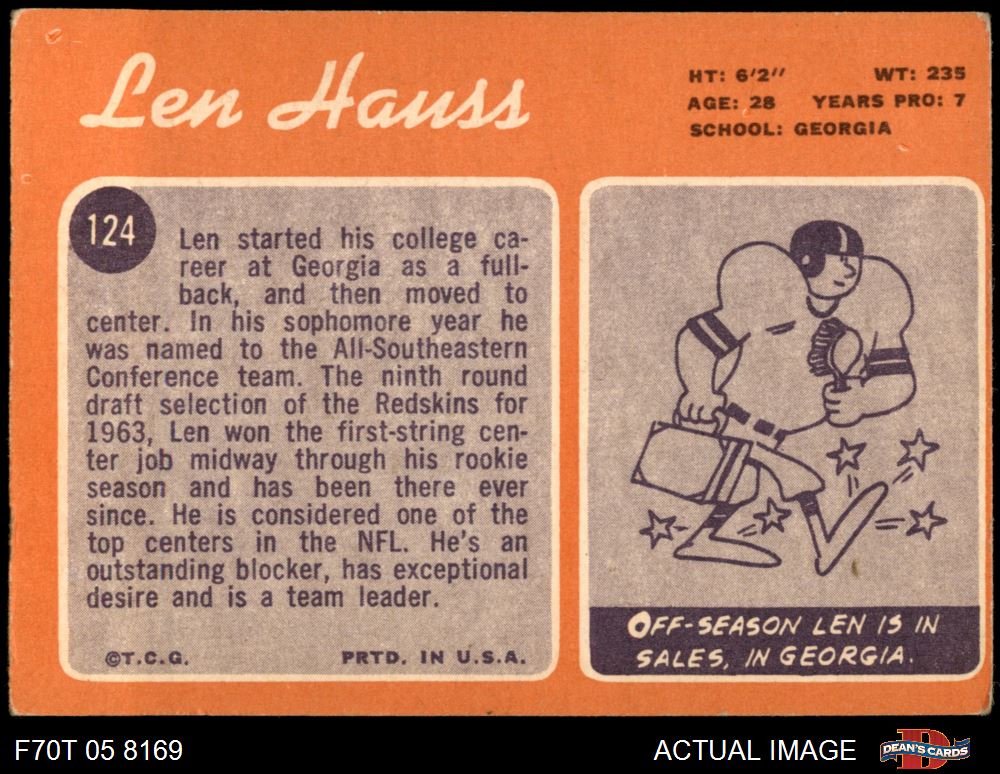 Len Hauss
HT: 6'2" WT: 235
AGE: 28 YEARS PRO: 7
SCHOOL: GEORGIA
124
Len started his college ca-
reer at Georgia as a full-
back, and then moved to
center. In his sophomore year he
was named to the All-Southeastern
Conference team. The ninth round
draft selection of the Redskins for
1963, Len won the first-string cen-
ter job midway through his rookie
season and has been there ever
since. He is considered one of the
top centers in the NFL. He's an
outstanding blocker, has exceptional
desire and is a team leader.
©T.C.G. PRTD. IN U.S.A.
OFF-SEASON LEN IS IN
SALES, IN GEORGIA.
F70T 05 8169 ACTUAL IMAGE DEAN'S CARDS